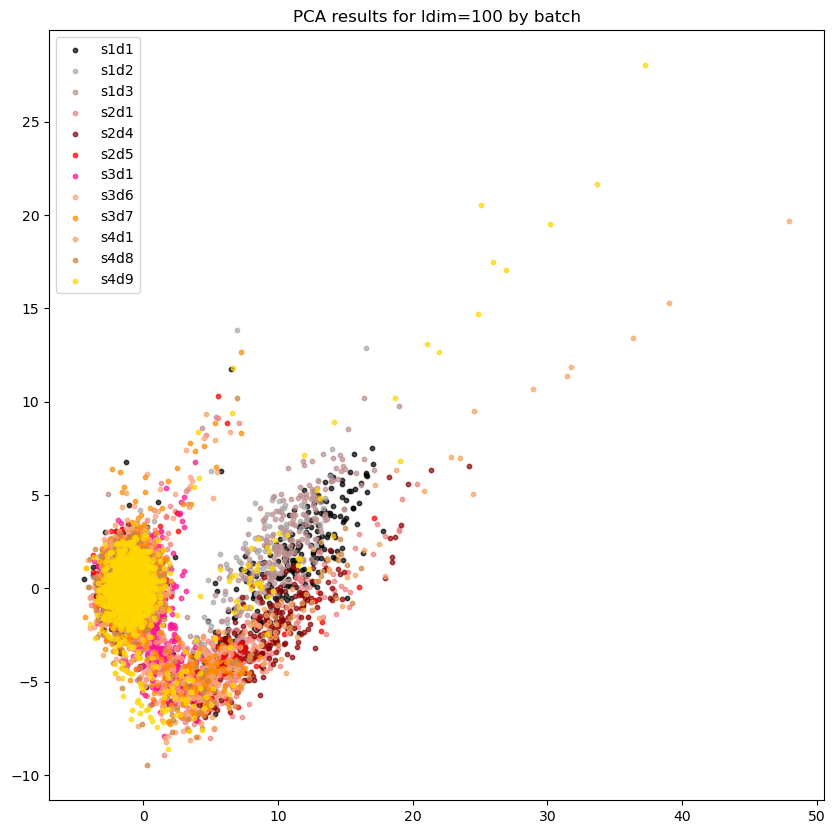 PCA results for ldim=100 by batch
s1d1
s1d2
s1d3
s2d1
s2d4
s2d5
s3d1
s3d6
s3d7
s4d1
s4d8
s4d9
25
20
15
10
5
0
−5
−10
0 10 20 30 40 50